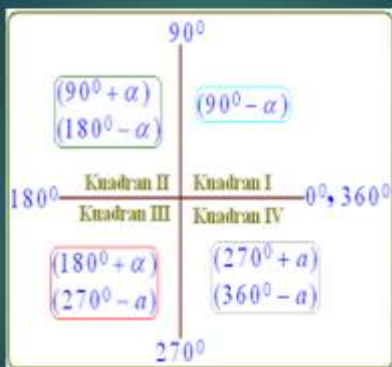 90⁰
(90⁰ + α)
(180⁰ − α)
(90⁰ − α)
Kuadran II
Kuadran I
180⁰
0⁰, 360⁰
Kuadran III
Kuadran IV
(180⁰ + α)
(270⁰ − a)
(270⁰ + a)
(360⁰ − a)
270⁰